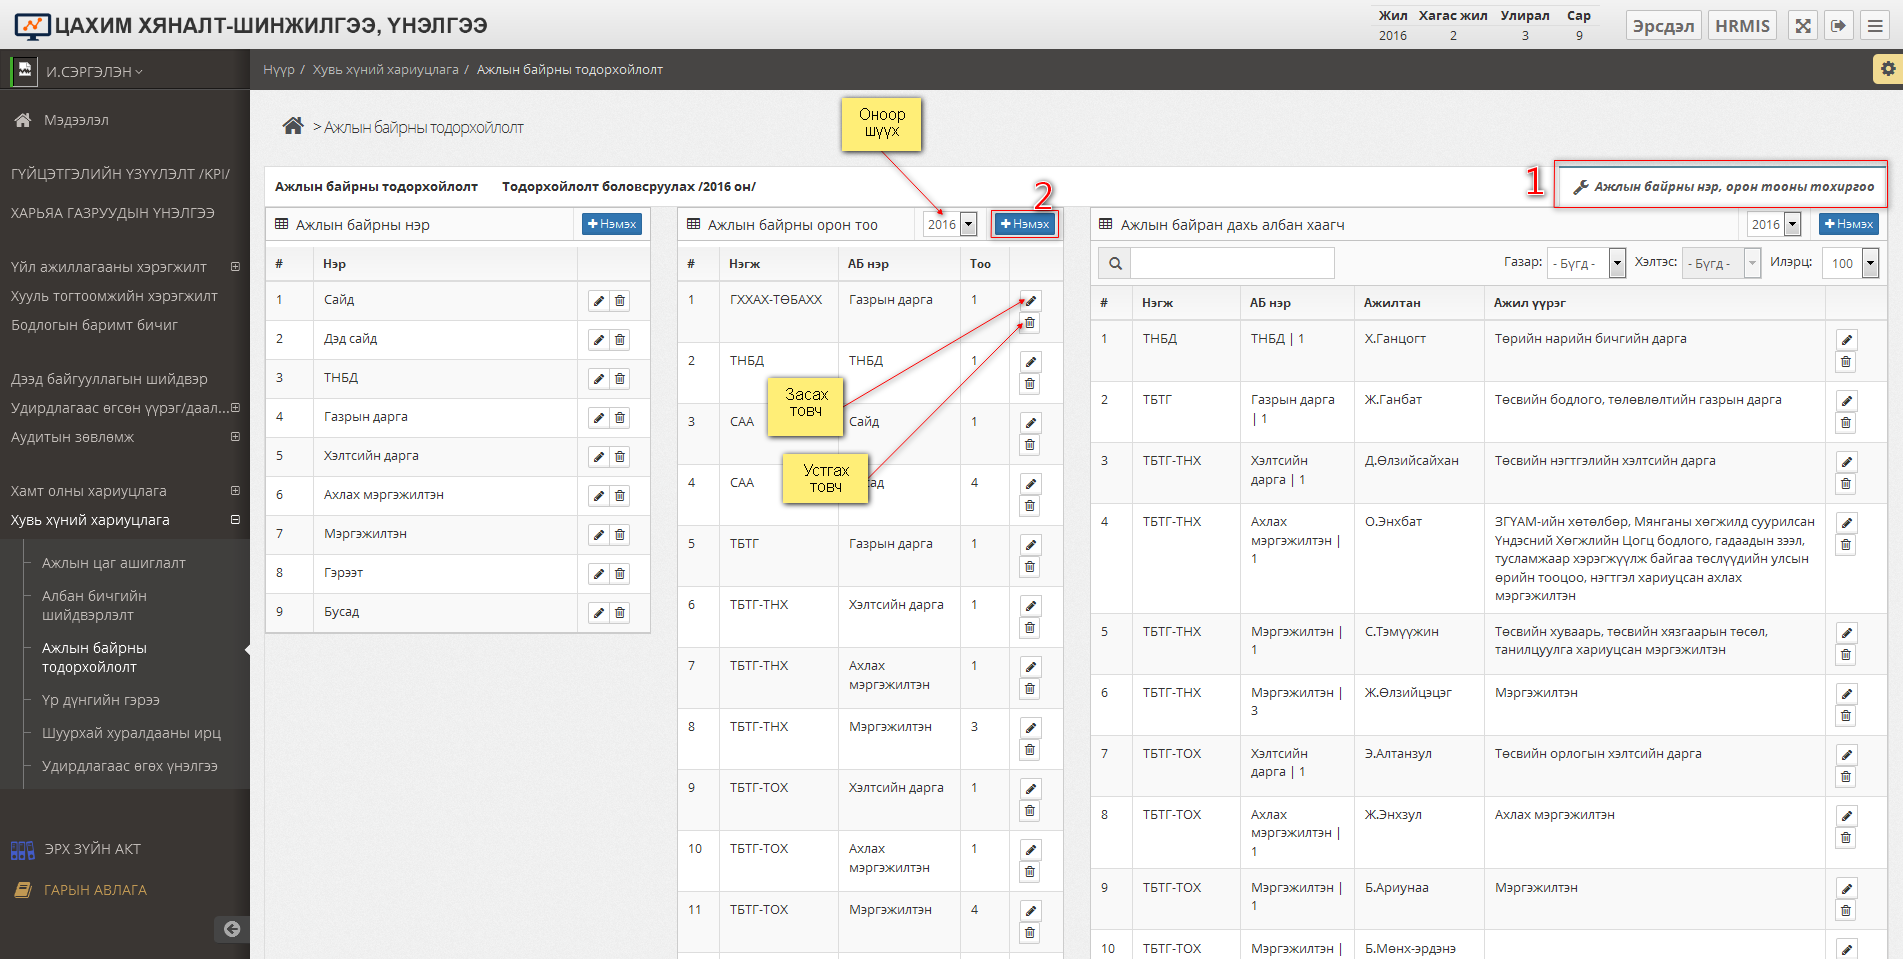 ЦАХИМ ХЯНАЛТ-ШИНЖИЛГЭЭ, ҮНЭЛГЭЭ
Жил Хагас жил Улирал Сар
2016 2 3 9
Эрсдэл HRMIS
И.СЭРГЭЛЭН
Нүүр / Хувь хүний хариуцлага / Ажлын байрны тодорхойлолт
Мэдээлэл
ГҮЙЦЭТГЭЛИЙН ҮЗҮҮЛЭЛТ /KPI/
ХАРЬЯА ГАЗРУУДЫН ҮНЭЛГЭЭ
Үйл ажиллагааны хэрэгжилт
Хууль тогтоомжийн хэрэгжилт
Бодлогын баримт бичиг
Дээд байгууллагын шийдвэр
Удирдлагаас өгсөн үүрэг/даал...
Аудитын зөвлөмж
Хамт олны хариуцлага
Хувь хүний хариуцлага
Ажлын цаг ашиглалт
Албан бичгийн
шийдвэрлэлт
Ажлын байрны
тодорхойлолт
Үр дүнгийн гэрээ
Шуурхай хуралдааны ирц
Удирдлагаас өгөх үнэлгээ
ЭРХ ЗҮЙН АКТ
ГАРЫН АВЛАГА
> Ажлын байрны тодорхойлолт
Оноор
шүүх
1
Ажлын байрны нэр, орон тооны тохиргоо
Ажлын байрны тодорхойлолт Тодорхойлолт боловсруулах /2016 он/
Ажлын байрны нэр Нэмэх
# Нэр
1 Сайд
2 Дэд сайд
3 ТНБД
4 Газрын дарга
5 Хэлтсийн дарга
6 Ахлах мэргэжилтэн
7 Мэргэжилтэн
8 Гэрээт
9 Бусад
2
Ажлын байрны орон тоо 2016 Нэмэх
# Нэгж АБ нэр Тоо
1 ГХХАХ-ТӨБАХХ Газрын дарга 1
2 ТНБД ТНБД 1
3 САА Сайд 1
4 САА сад 4
5 ТБТГ Газрын дарга 1
6 ТБТГ-ТНХ Хэлтсийн дарга 1
7 ТБТГ-ТНХ Ахлах
мэргэжилтэн 1
8 ТБТГ-ТНХ Мэргэжилтэн 3
9 ТБТГ-ТОХ Хэлтсийн дарга 1
10 ТБТГ-ТОХ Ахлах
мэргэжилтэн 1
11 ТБТГ-ТОХ Мэргэжилтэн 4
Засах
товч
Устгах
товч
Ажлын байран дахь албан хаагч 2016 Нэмэх
Газар: - Бүгд - Хэлтэс: - Бүгд - Илэрц: 100
# Нэгж АБ нэр Ажилтан Ажил үүрэг
1 ТНБД ТНБД | 1 Х.Ганцогт Төрийн нарийн бичгийн дарга
2 ТБТГ Газрын дарга
| 1 Ж.Ганбат Төсвийн бодлого, төлөвлөлтийн газрын дарга
3 ТБТГ-ТНХ Хэлтсийн
дарга | 1 Д.Өлзийсайхан Төсвийн нэгтгэлийн хэлтсийн дарга
4 ТБТГ-ТНХ Ахлах
мэргэжилтэн |
1 О.Энхбат ЗГҮАМ-ийн хөтөлбөр, Мянганы хөгжилд суурилсан
Үндэсний Хөгжлийн Цогц бодлого, гадаадын зээл,
тусламжаар хэрэгжүүлж байгаа төслүүдийн улсын
өрийн тооцоо, нэгтгэл хариуцсан ахлах
мэргэжилтэн
5 ТБТГ-ТНХ Мэргэжилтэн |
1 С.Тэмүүжин Төсвийн хуваарь, төсвийн хязгаарын төсөл,
танилцуулга хариуцсан мэргэжилтэн
6 ТБТГ-ТНХ Мэргэжилтэн |
3 Ж.Өлзийцэцэг Мэргэжилтэн
7 ТБТГ-ТОХ Хэлтсийн
дарга | 1 Э.Алтанзул Төсвийн орлогын хэлтсийн дарга
8 ТБТГ-ТОХ Ахлах
мэргэжилтэн |
1 Ж.Энхзул Ахлах мэргэжилтэн
9 ТБТГ-ТОХ Мэргэжилтэн |
1 Б.Ариунаа Мэргэжилтэн
10 ТБТГ-ТОХ Мэргэжилтэн | Б.Мөнх-эрдэнэ